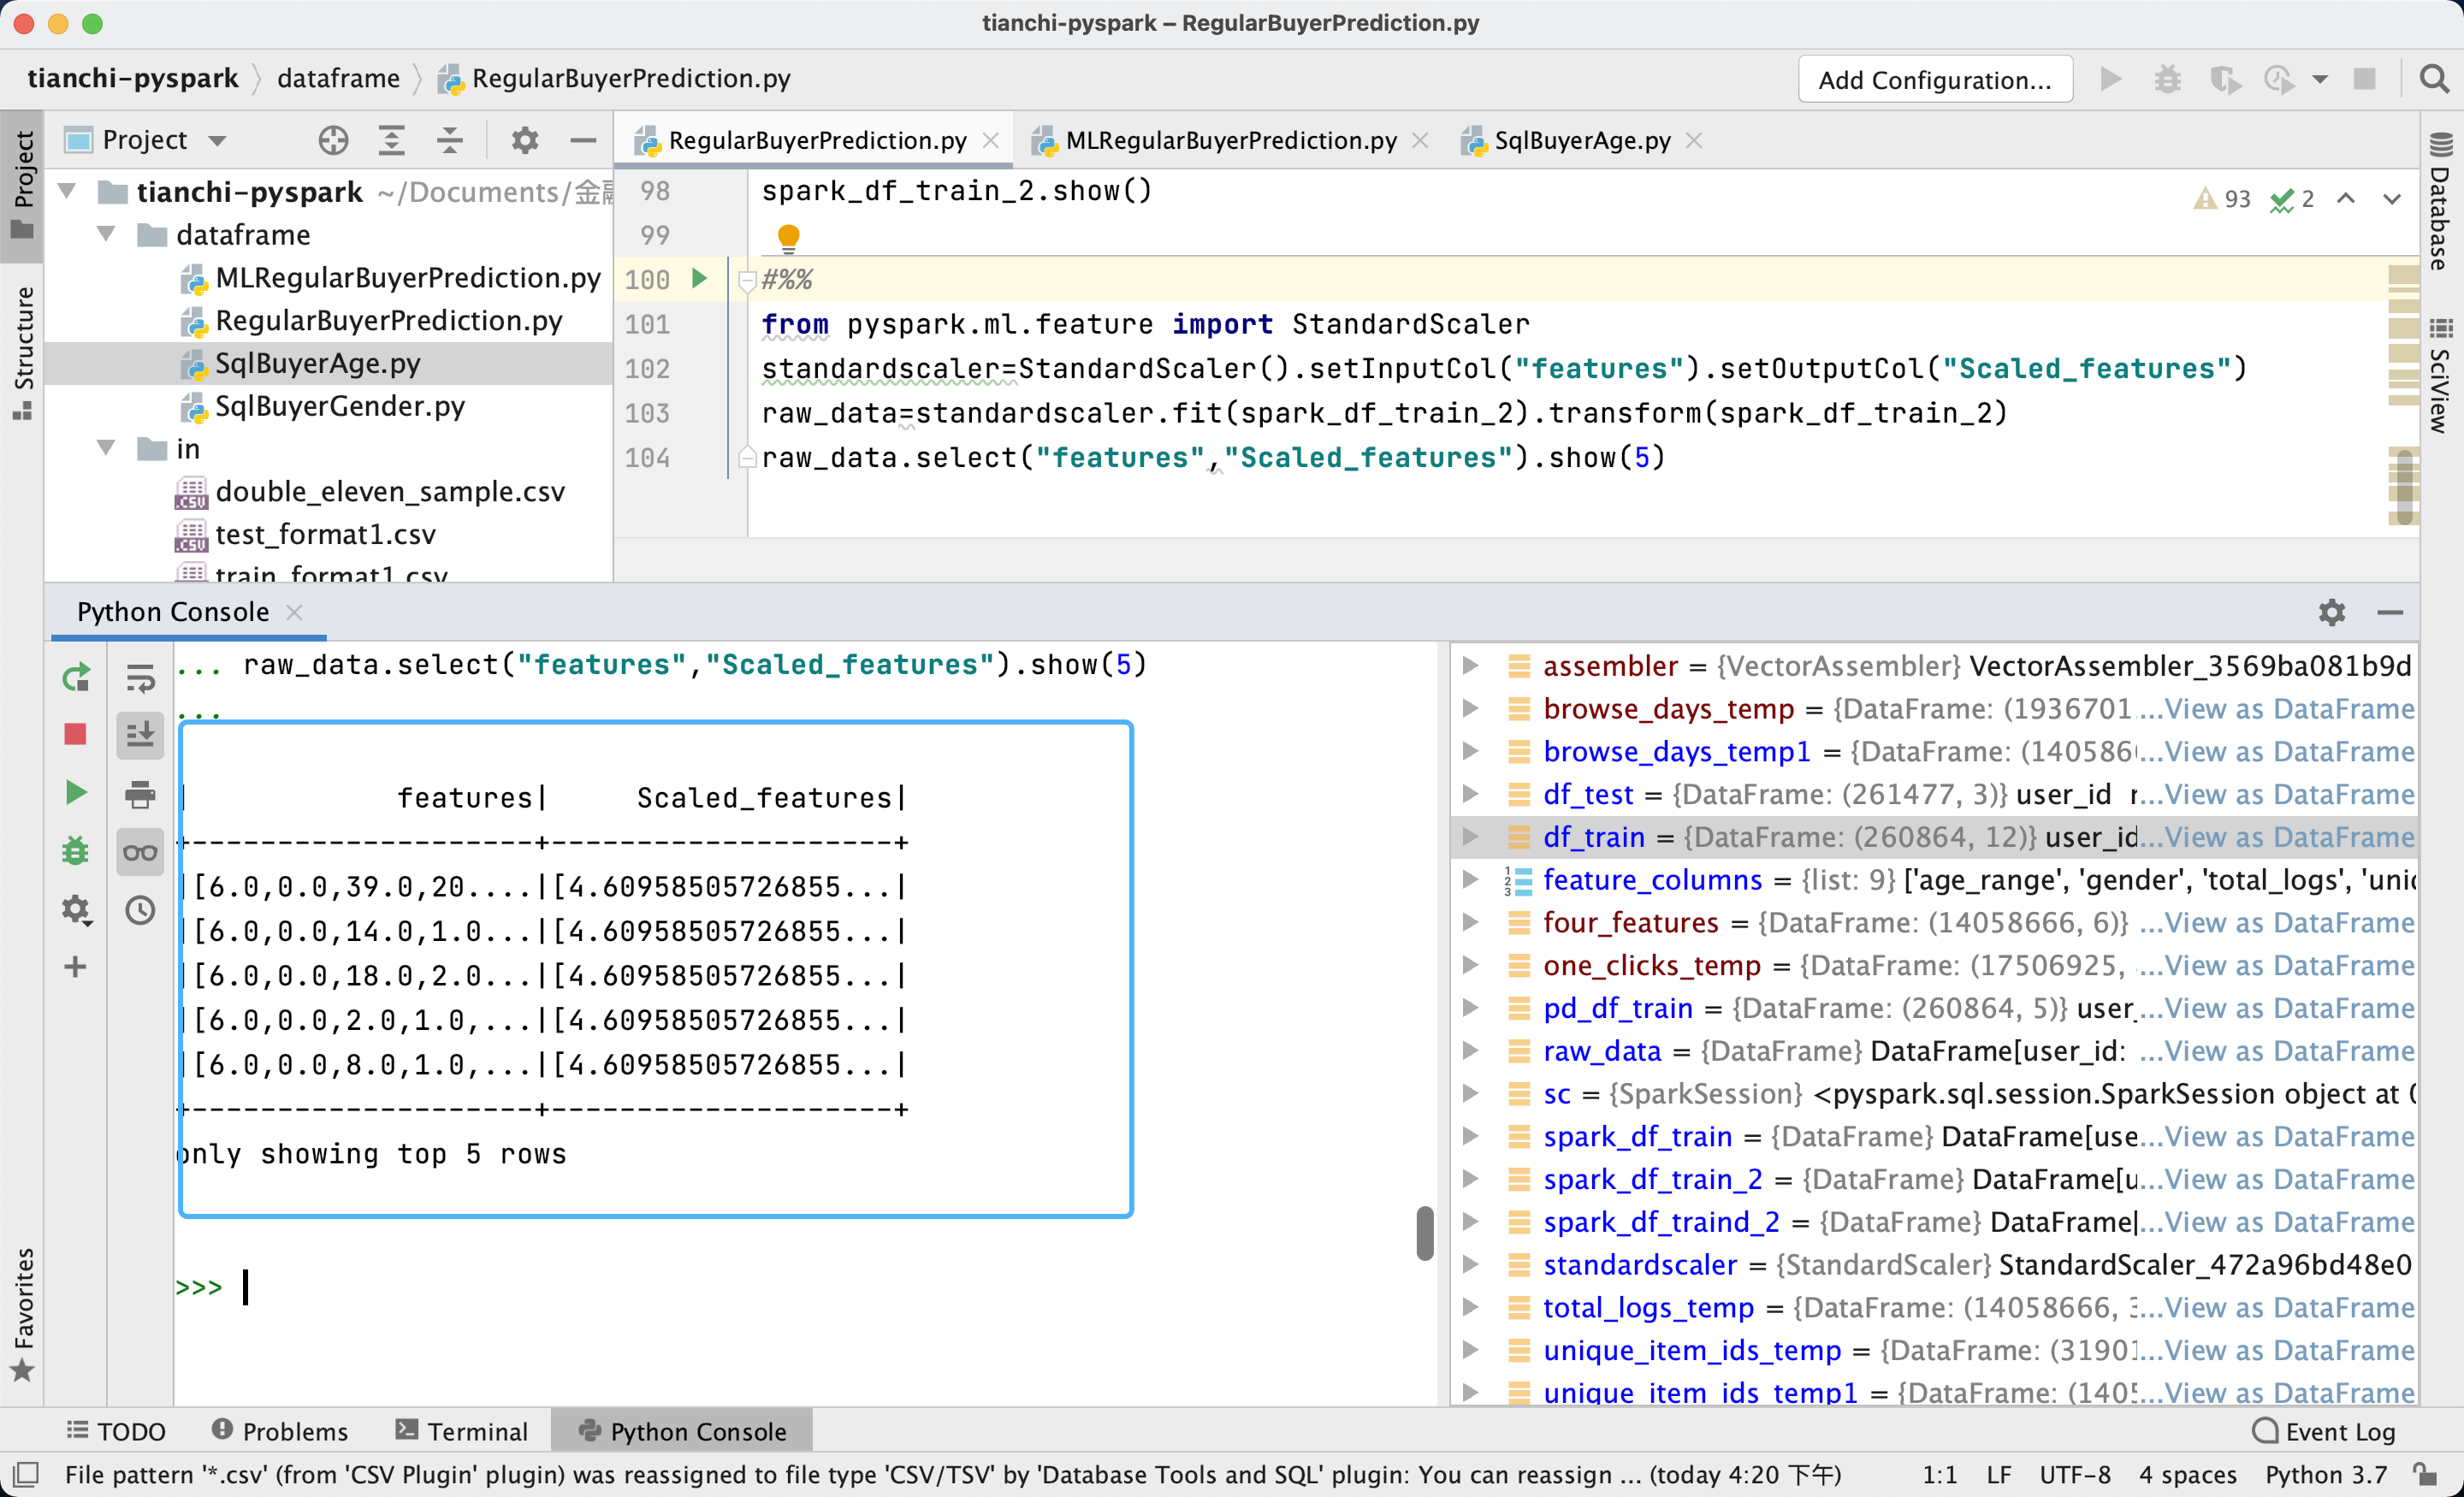 tianchi-pyspark – RegularBuyerPrediction.py
tianchi-pyspark dataframe RegularBuyerPrediction.py
Add Configuration...
Project
Structure
Favorites
Project
tianchi-pyspark ~/Documents/金融
dataframe
MLRegularBuyerPrediction.py
RegularBuyerPrediction.py
SqlBuyerAge.py
SqlBuyerGender.py
in
double_eleven_sample.csv
test_format1.csv
train_format1.csv
RegularBuyerPrediction.py MLRegularBuyerPrediction.py SqlBuyerAge.py
93 2
98 spark_df_train_2.show()
99
100 #%%
101 from pyspark.ml.feature import StandardScaler
102 standardscaler=StandardScaler().setInputCol("features").setOutputCol("Scaled_features")
103 raw_data=standardscaler.fit(spark_df_train_2).transform(spark_df_train_2)
104 raw_data.select("features","Scaled_features").show(5)
Database
SciView
Python Console
... raw_data.select("features","Scaled_features").show(5)
...
| features| Scaled_features|
+-------------------+-------------------+
|[6.0,0.0,39.0,20....|[4.60958505726855...|
|[6.0,0.0,14.0,1.0...|[4.60958505726855...|
|[6.0,0.0,18.0,2.0...|[4.60958505726855...|
|[6.0,0.0,2.0,1.0,...|[4.60958505726855...|
|[6.0,0.0,8.0,1.0,...|[4.60958505726855...|
+-------------------+-------------------+
only showing top 5 rows
>>>
assembler = {VectorAssembler} VectorAssembler_3569ba081b9d
browse_days_temp = {DataFrame: (1936701 ...View as DataFrame
browse_days_temp1 = {DataFrame: (140586 ...View as DataFrame
df_test = {DataFrame: (261477, 3)} user_id ...View as DataFrame
df_train = {DataFrame: (260864, 12)} user_id ...View as DataFrame
feature_columns = {list: 9} ['age_range', 'gender', 'total_logs', 'uni
four_features = {DataFrame: (14058666, 6)} ...View as DataFrame
one_clicks_temp = {DataFrame: (17506925, ...View as DataFrame
pd_df_train = {DataFrame: (260864, 5)} user_ ...View as DataFrame
raw_data = {DataFrame} DataFrame[user_id: ...View as DataFrame
sc = {SparkSession} <pyspark.sql.session.SparkSession object at
spark_df_train = {DataFrame} DataFrame[use...View as DataFrame
spark_df_train_2 = {DataFrame} DataFrame[u...View as DataFrame
spark_df_traind_2 = {DataFrame} DataFrame[...View as DataFrame
standardscaler = {StandardScaler} StandardScaler_472a96bd48e0
total_logs_temp = {DataFrame: (14058666, ...View as DataFrame
unique_item_ids_temp = {DataFrame: (3190 ...View as DataFrame
unique_item_ids_temp1 = {DataFrame: (140 ...View as DataFrame
TODO Problems Terminal Python Console Event Log
File pattern '*.csv' (from 'CSV Plugin' plugin) was reassigned to file type 'CSV/TSV' by 'Database Tools and SQL' plugin: You can reassign ... (today 4:20 下午) 1:1 LF UTF-8 4 spaces Python 3.7